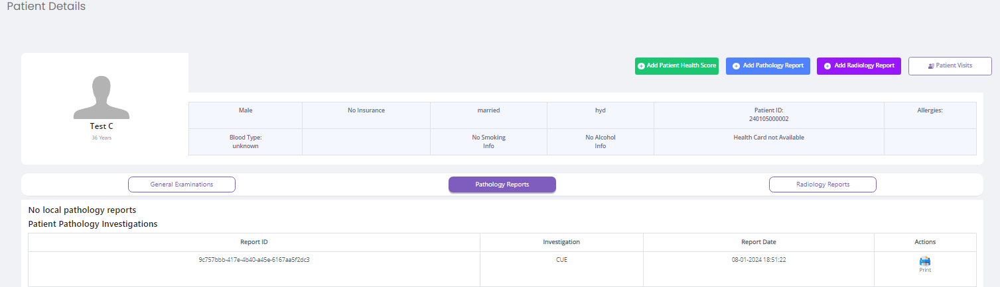 Patient Details
Add Patient Health Score
Add Pathology Report
Add Radiology Report
Patient Visits
Test C
36 Years
Male
No Insurance
married
hyd
Patient ID:
240105000002
Allergies:
Blood Type:
unknown
No Smoking
Info
No Alcohol
Info
Health Card not Available
General Examinations
Pathology Reports
Radiology Reports
No local pathology reports
Patient Pathology Investigations
Report ID
Investigation
Report Date
Actions
9c757bbb-417e-4b40-a45e-6167aa5f2dc3
CUE
08-01-2024 18:51:22
Print